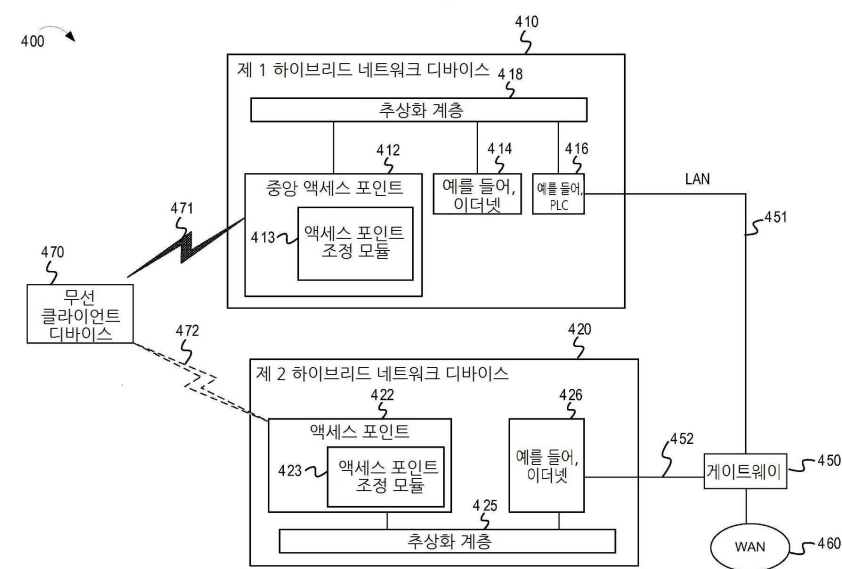 400
410
제 1 하이브리드 네트워크 디바이스
418
추상화 계층
412
중앙 액세스 포인트
413
액세스 포인트
조정 모듈
414
예를 들어,
이더넷
416
예를 들어,
PLC
LAN
451
471
470
무선
클라이언트
디바이스
472
420
제 2 하이브리드 네트워크 디바이스
422
액세스 포인트
423
액세스 포인트
조정 모듈
426
예를 들어,
이더넷
452
게이트웨이
450
425
추상화 계층
WAN
460